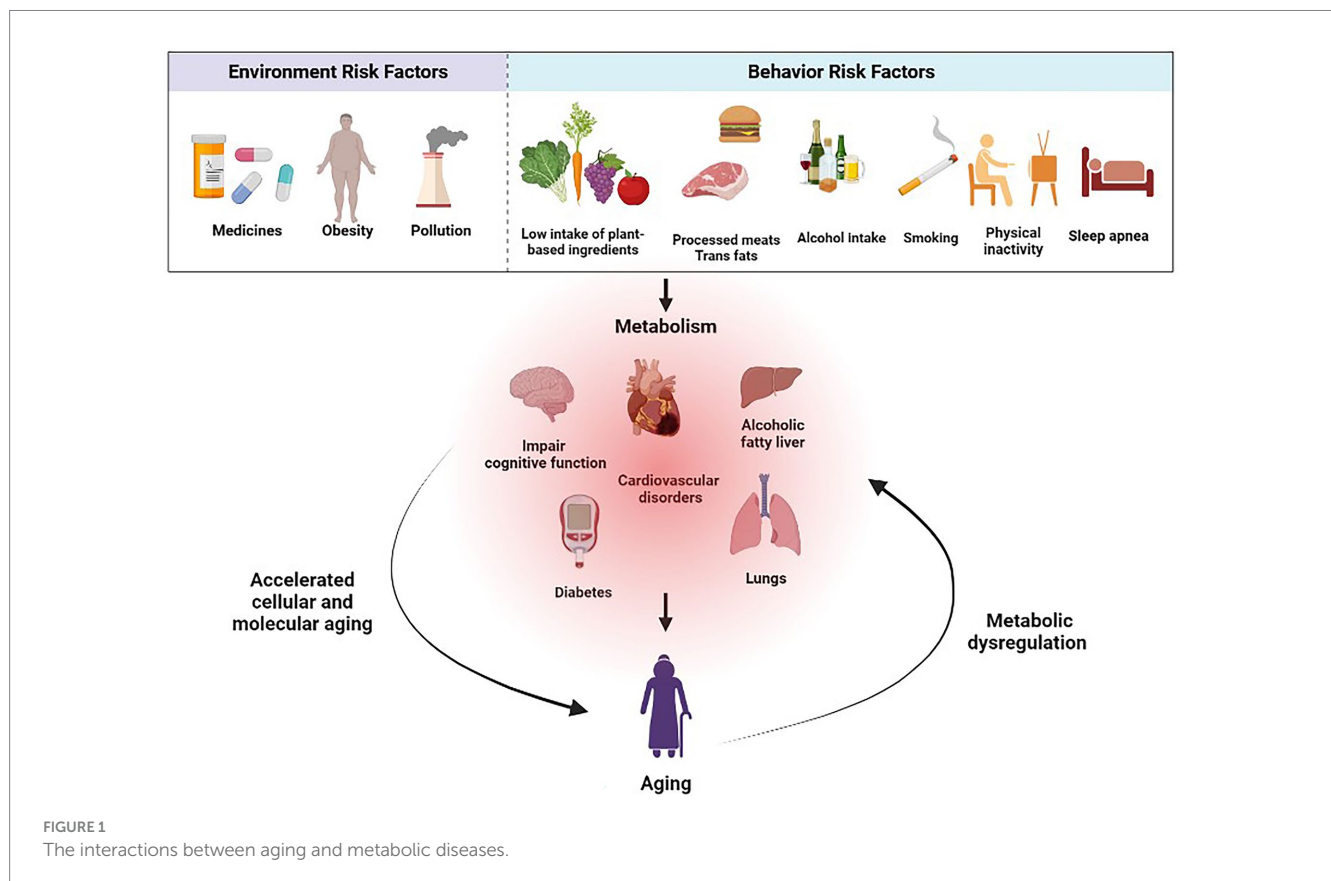 Environment Risk Factors
Behavior Risk Factors
Medicines
Obesity
Pollution
Low intake of plant-
based ingredients
Processed meats
Trans fats
Alcohol intake
Smoking
Physical
inactivity
Sleep apnea
Metabolism
Impair
cognitive function
Cardiovascular
disorders
Alcoholic
fatty liver
Diabetes
Lungs
Accelerated
cellular and
molecular aging
Metabolic
dysregulation
Aging
FIGURE 1
The interactions between aging and metabolic diseases.